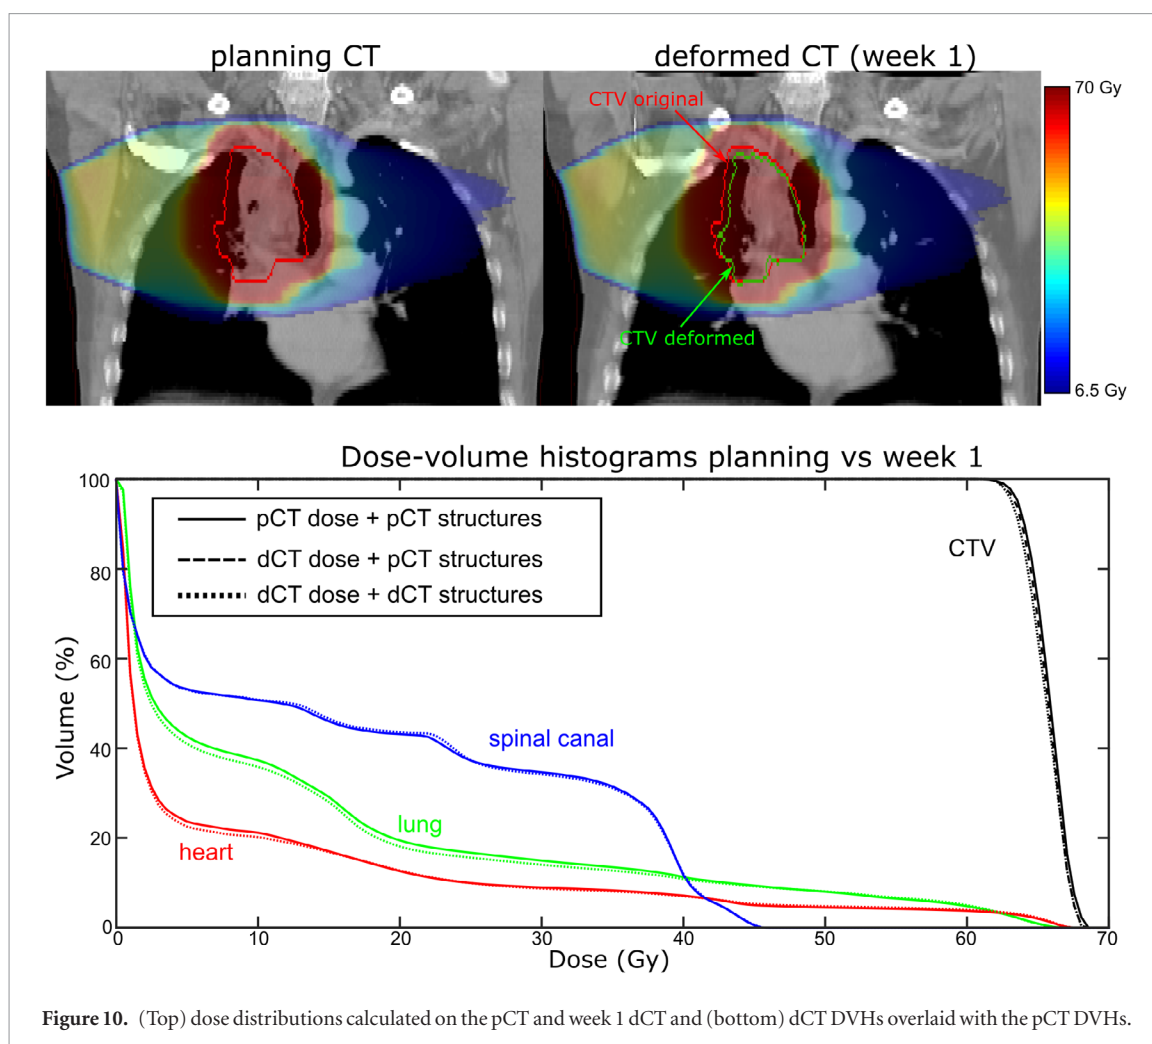 planning CT
deformed CT (week 1)
CTV original
CTV deformed
70 Gy
6.5 Gy
Dose-volume histograms planning vs week 1
pCT dose + pCT structures
dCT dose + pCT structures
dCT dose + dCT structures
CTV
spinal canal
lung
heart
Volume (%)
100
80
60
40
20
0
0 10 20 30 40 50 60 70
Dose (Gy)
Figure 10. (Top) dose distributions calculated on the pCT and week 1 dCT and (bottom) dCT DVHs overlaid with the pCT DVHs.